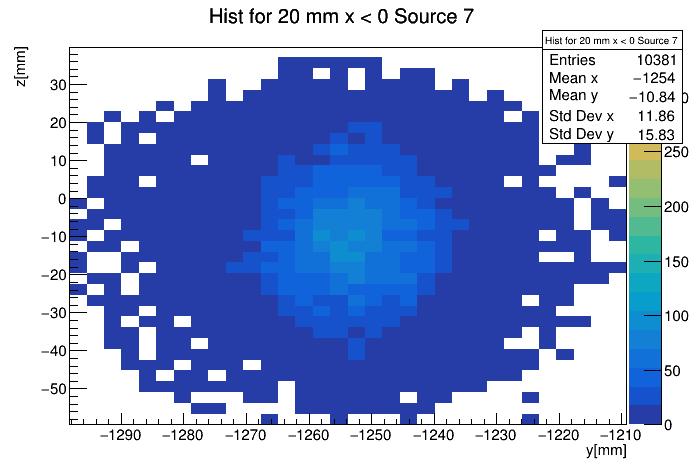 Hist for 20 mm x < 0 Source 7
Hist for 20 mm x < 0 Source 7
Entries 10381
Mean x −1254
Mean y −10.84
Std Dev x 11.86
Std Dev y 15.83
z[mm]
30
20
10
0
−10
−20
−30
−40
−50
−1290 −1280 −1270 −1260 −1250 −1240 −1230 −1220 −1210
y[mm]
250
200
150
100
50
0